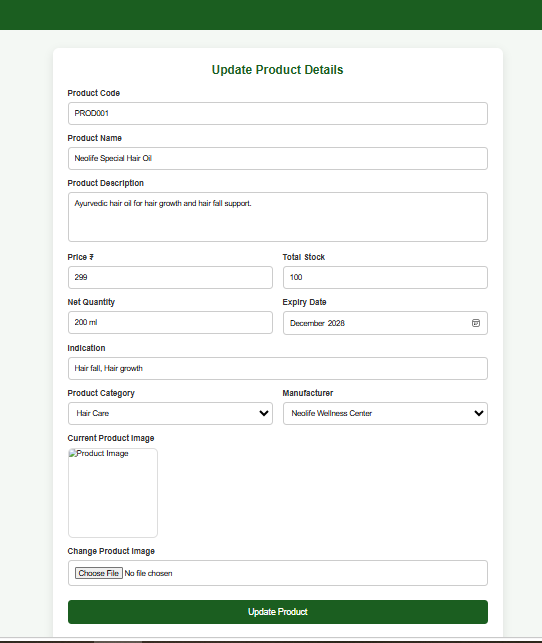 Update Product Details
Product Code
PROD001
Product Name
Neolife Special Hair Oil
Product Description
Ayurvedic hair oil for hair growth and hair fall support.
Price ₹ Total Stock
299 100
Net Quantity Expiry Date
200 ml December 2028
Indication
Hair fall, Hair growth
Product Category Manufacturer
Hair Care Neolife Wellness Center
Current Product Image
Product Image
Change Product Image
Choose File No file chosen
Update Product